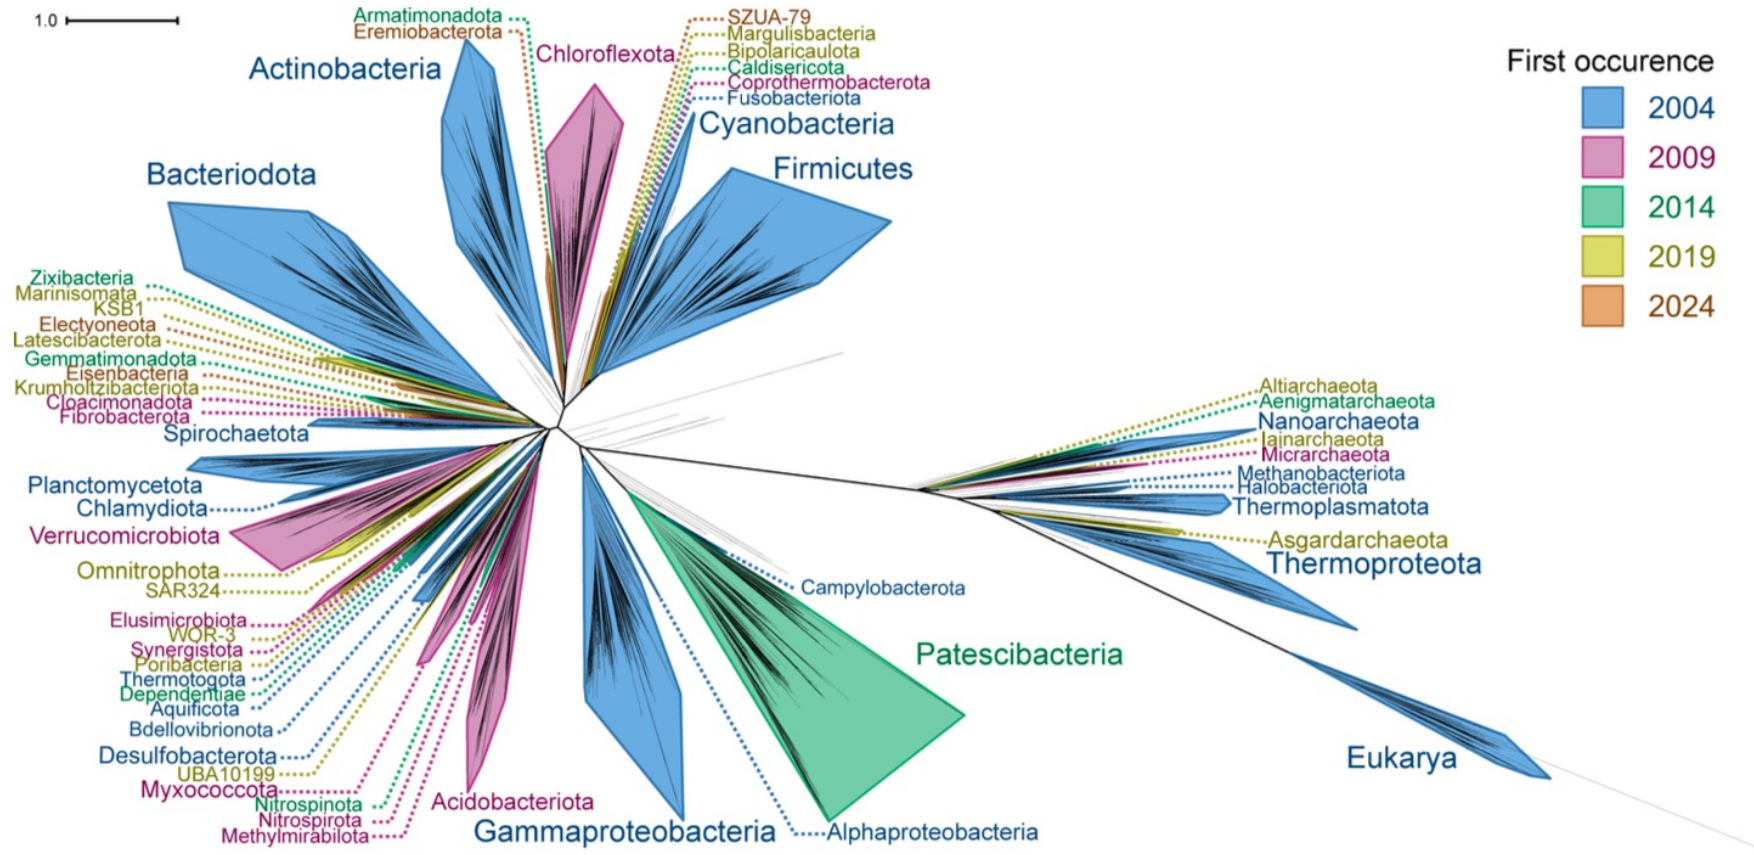 1.0
Armatimonadota
Eremiobacterota
Actinobacteria
Chloroflexota
SZUA-79
Margulisbacteria
Bipolaricaulota
Caldisericota
Coprothermobacterota
Fusobacteriota
Cyanobacteria
Firmicutes
Bacteriodota
First occurence
2004
2009
2014
2019
2024
Zixibacteria
Marinisomata
KSB1
Electyoneota
Latescibacterota
Gemmatimonadota
Eisenbacteria
Krumholtzibacteriota
Cloacimonadota
Fibrobacterota
Spirochaetota
Planctomycetota
Chlamydiota
Verrucomicrobiota
Omnitrophota
SAR324
Elusimicrobiota
WOR-3
Synergistota
Poribacteria
Thermotogota
Dependentiae
Aquificota
Bdellovibrionota
Desulfobacterota
UBA10199
Myxococcota
Nitrospinota
Nitrospirota
Methylmirabilota
Acidobacteriota
Gammaproteobacteria
Alphaproteobacteria
Campylobacterota
Patescibacteria
Altiarchaeota
Aenigmatarchaeota
Nanoarchaeota
Iainarchaeota
Micrarchaeota
Methanobacteriota
Halobacteriota
Thermoplasmatota
Asgardarchaeota
Thermoproteota
Eukarya